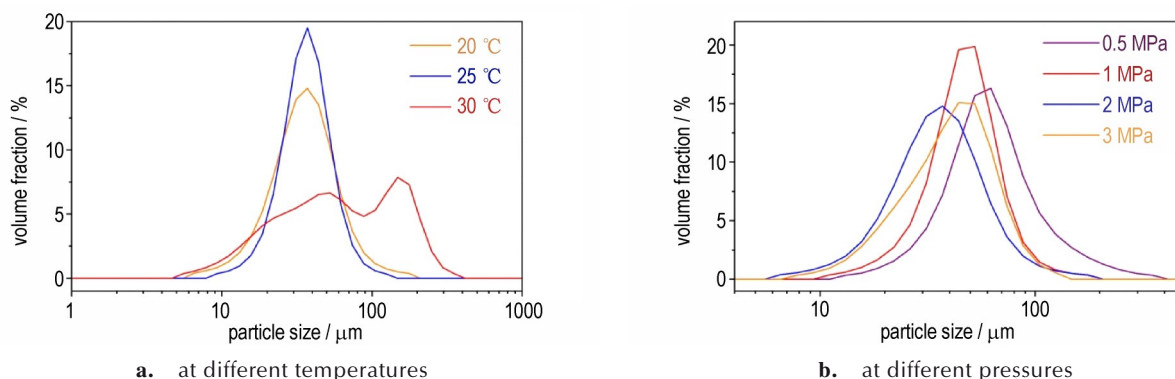 20
15
10
5
0
volume fraction / %
20 ℃
25 ℃
30 ℃
1
10
100
1000
particle size / μm
a. at different temperatures
20
15
10
5
0
volume fraction / %
0.5 MPa
1 MPa
2 MPa
3 MPa
10
100
particle size / μm
b. at different pressures